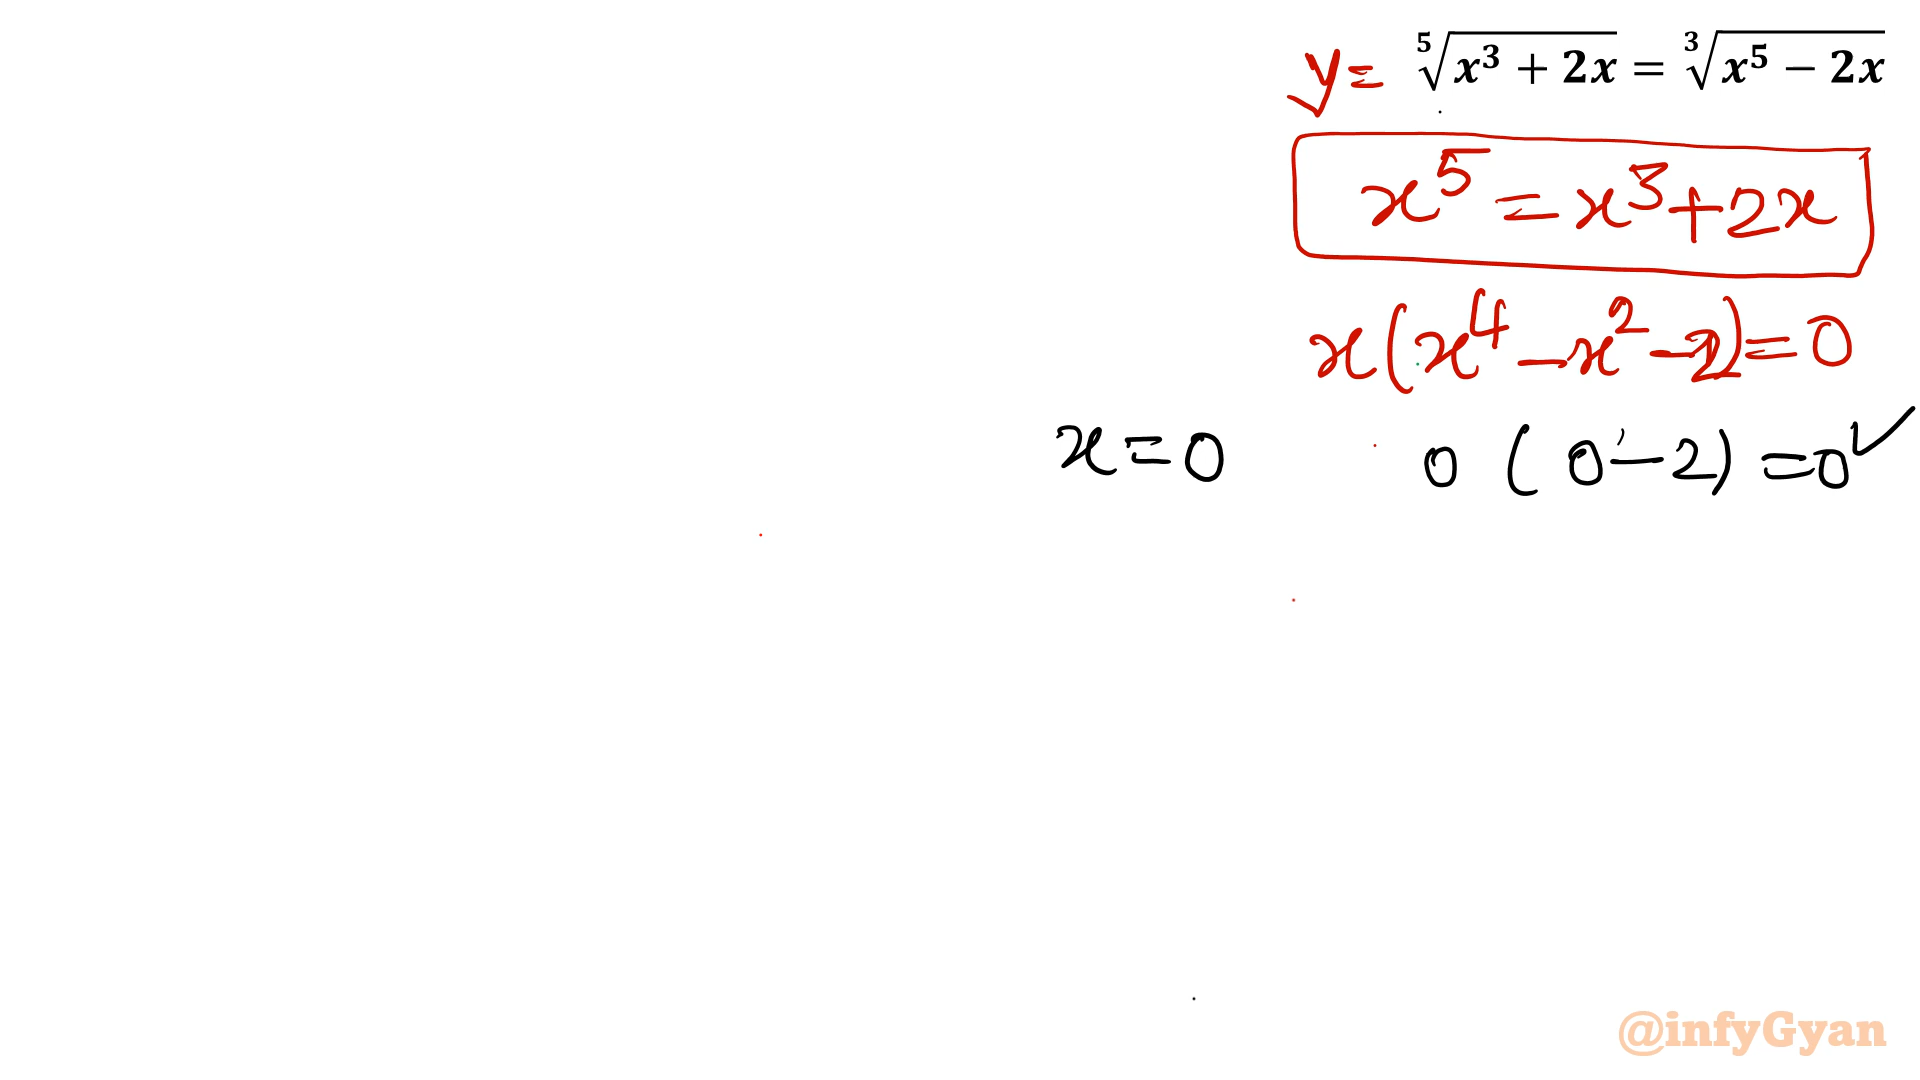 y = ⁵√(x³ + 2x) = ³√(x⁵ − 2x)
x⁵ = x³ + 2x
x(x⁴ − x² − 2) = 0
x = 0   0 ( 0 − 2) = 0 ✓
@infyGyan